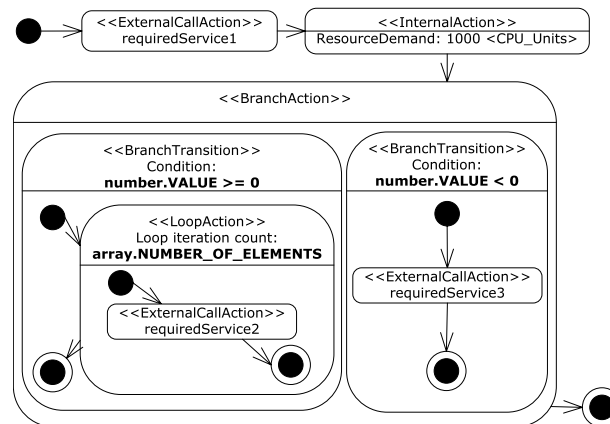 <<ExternalCallAction>>
requiredService1
<<InternalAction>>
ResourceDemand: 1000 <CPU_Units>
<<BranchAction>>
<<BranchTransition>>
Condition:
number.VALUE >= 0
<<LoopAction>>
Loop iteration count:
array.NUMBER_OF_ELEMENTS
<<ExternalCallAction>>
requiredService2
<<BranchTransition>>
Condition:
number.VALUE < 0
<<ExternalCallAction>>
requiredService3